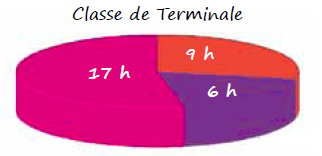 Classe de Terminale
9 h
17 h
6 h